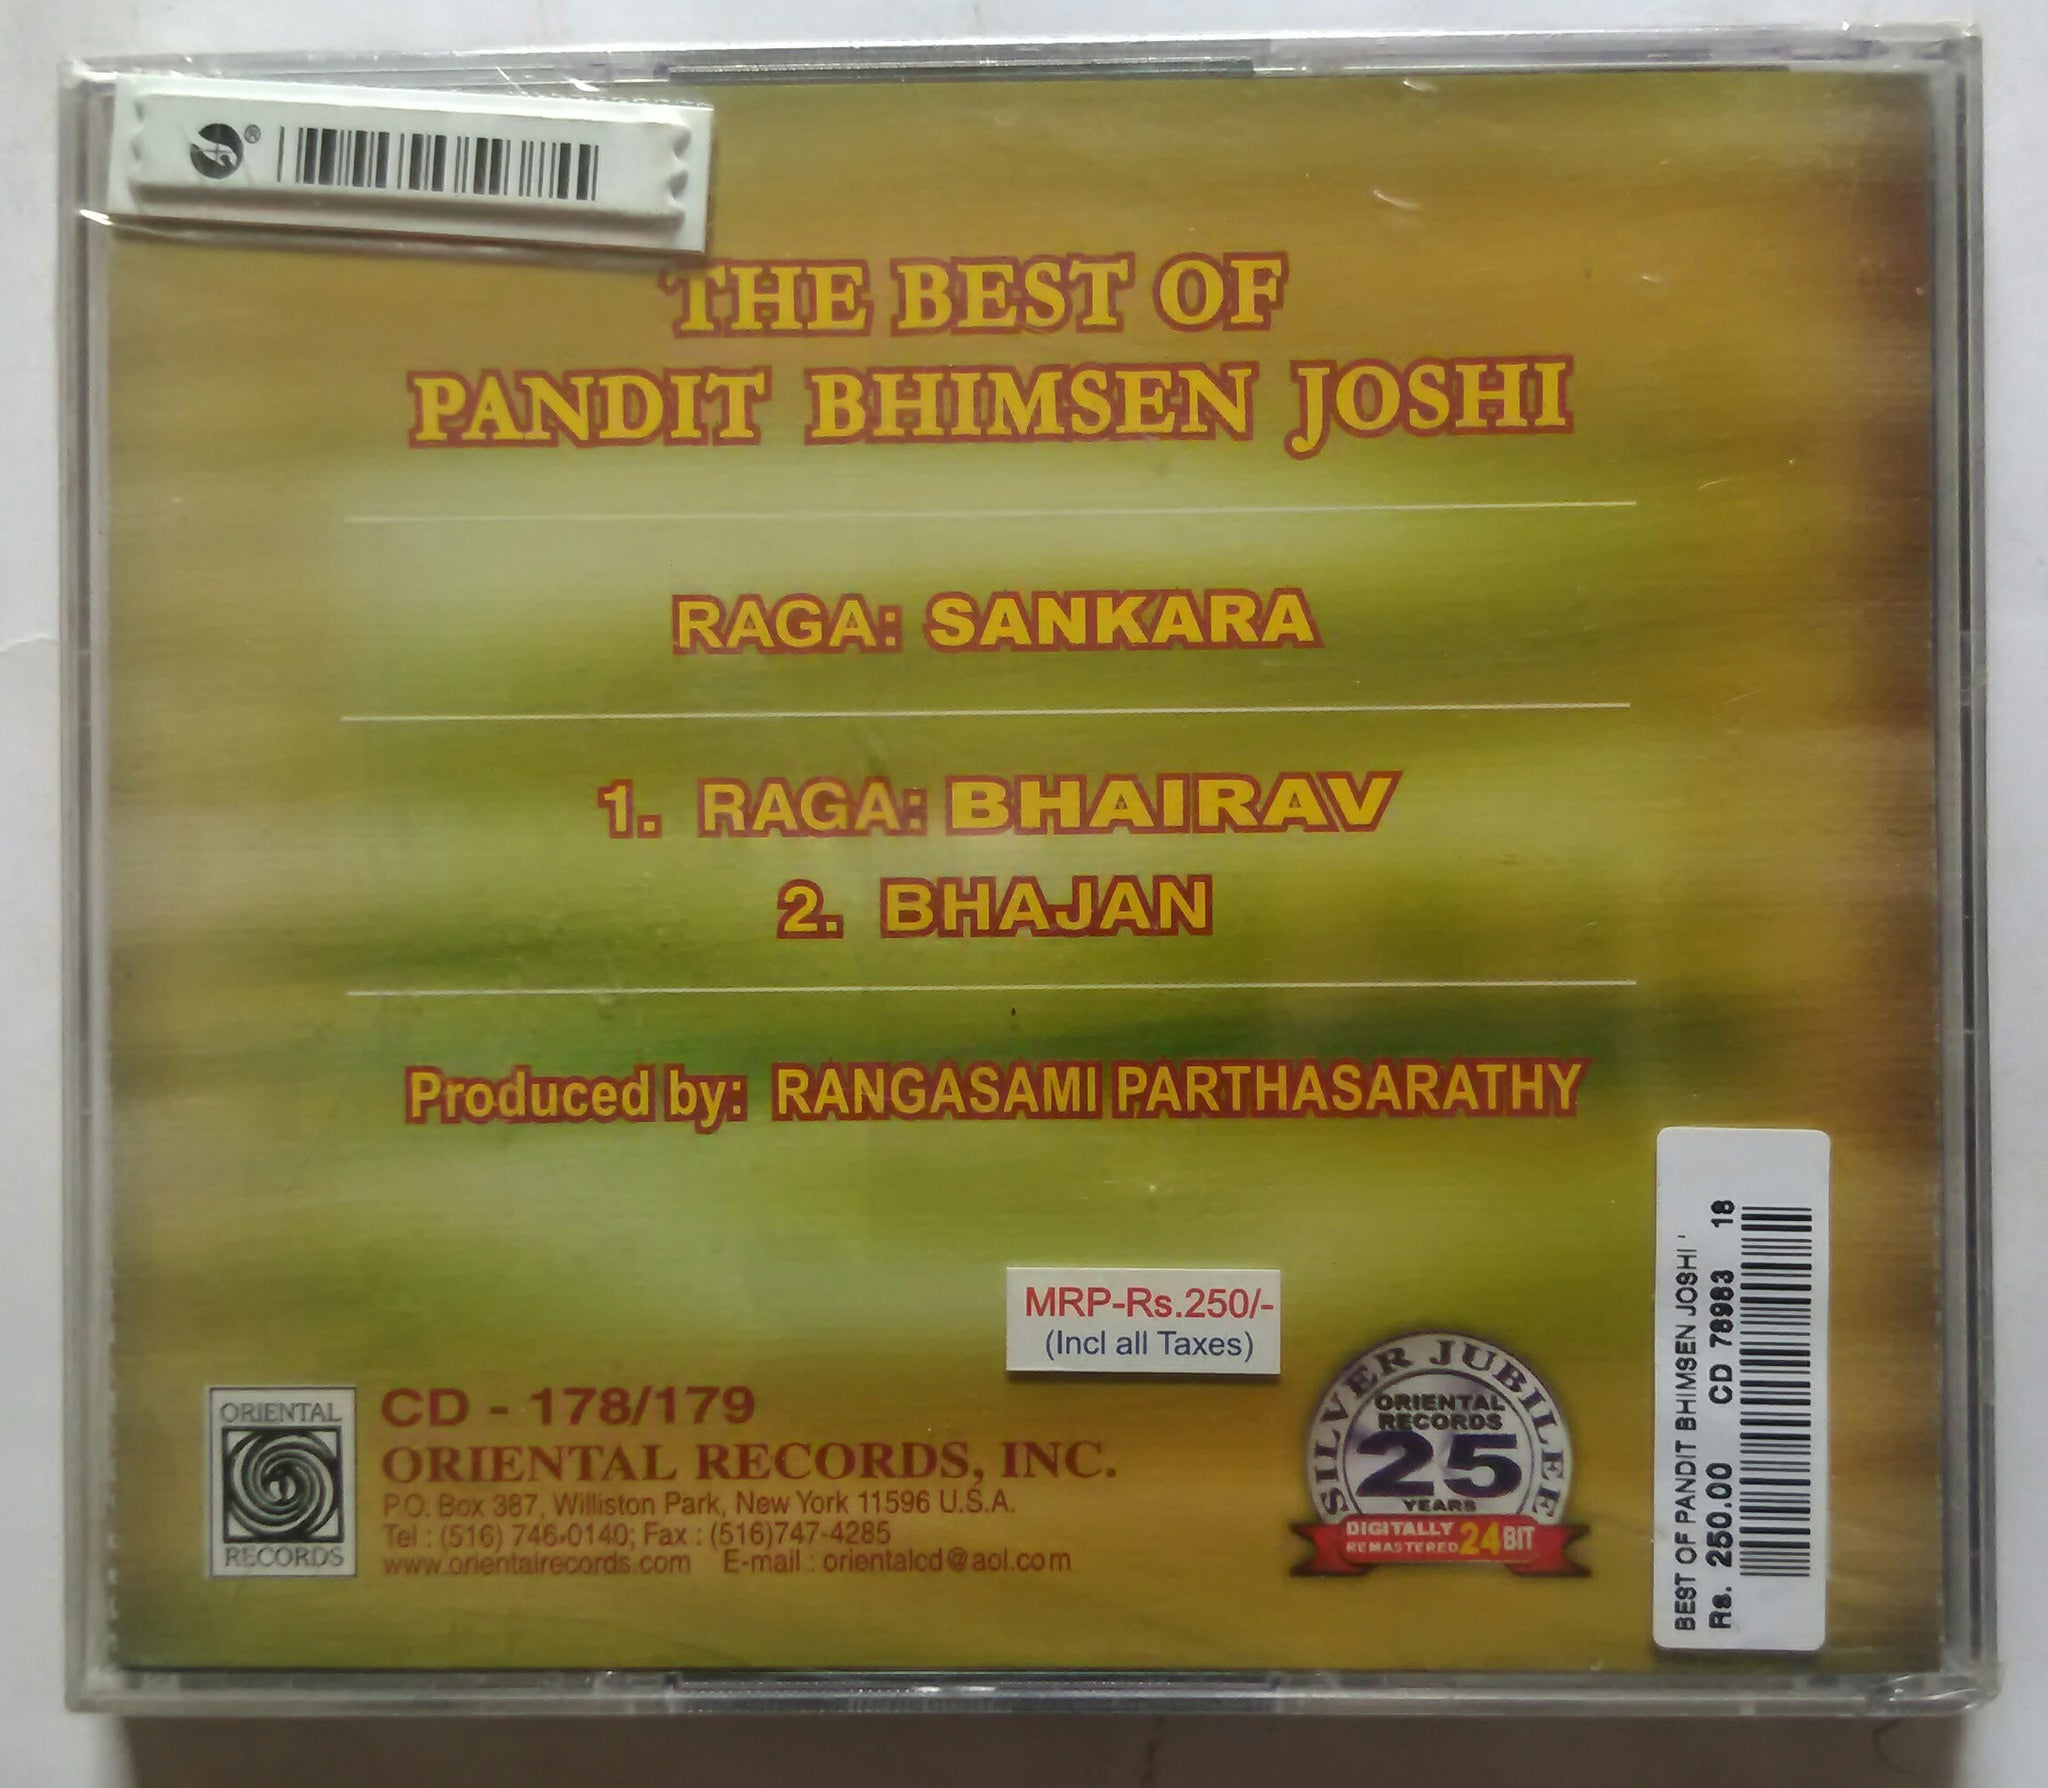 ®
THE BEST OF
PANDIT BHIMSEN JOSHI
RAGA: SANKARA
1. RAGA: BHAIRAV
2. BHAJAN
Produced by: RANGASAMI PARTHASARATHY
MRP-Rs.250/-
(Incl all Taxes)
ORIENTAL
RECORDS
CD - 178/179
ORIENTAL RECORDS, INC.
P.O. Box 387, Williston Park, New York 11596 U.S.A.
Tel : (516) 746-0140; Fax : (516)747-4285
www.orientalrecords.com E-mail : orientalcd@aol.com
SILVER JUBILEE
ORIENTAL
RECORDS
25
YEARS
DIGITALLY
REMASTERED 24 BIT
BEST OF PANDIT BHIMSEN JOSHI '
Rs. 250.00 CD 78983 18